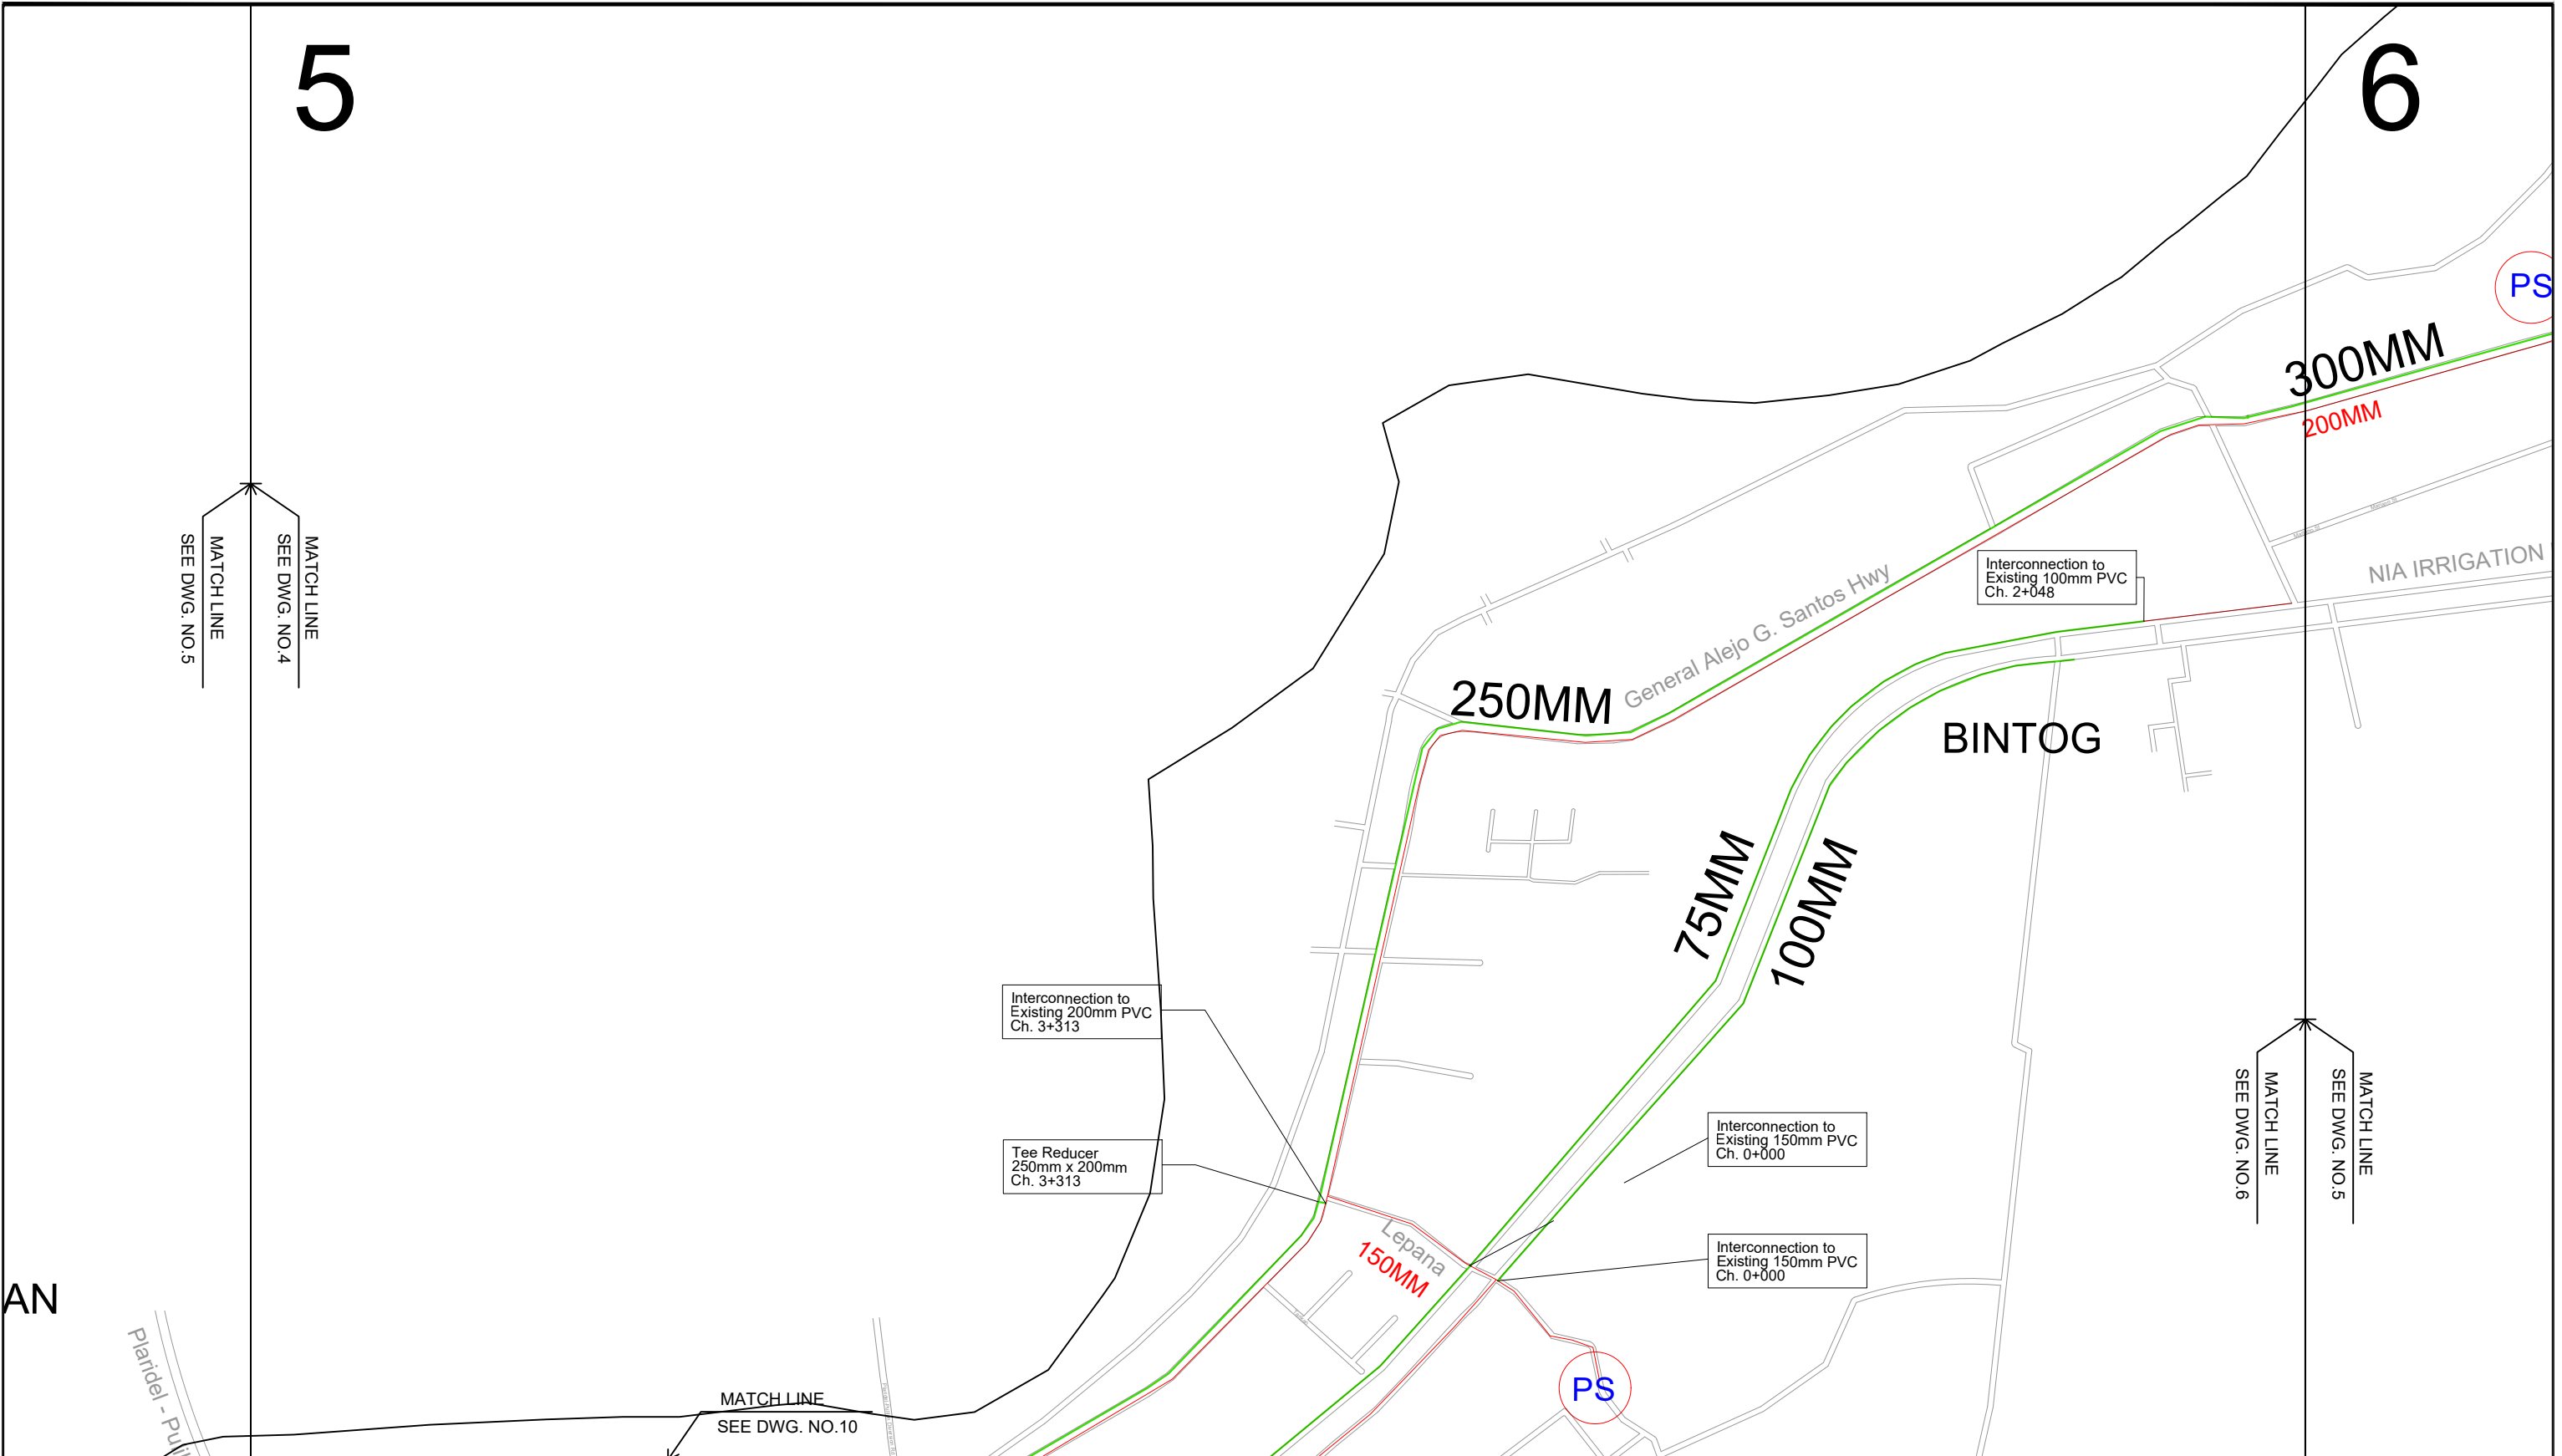 5
6
PS
300MM
200MM
MATCH LINE
SEE DWG. NO.5
MATCH LINE
SEE DWG. NO.4
General Alejo G. Santos Hwy
Interconnection to
Existing 100mm PVC
Ch. 2+048
NIA IRRIGATION
250MM
BINTOG
75MM
100MM
Interconnection to
Existing 200mm PVC
Ch. 3+313
Tee Reducer
250mm x 200mm
Ch. 3+313
Interconnection to
Existing 150mm PVC
Ch. 0+000
MATCH LINE
SEE DWG. NO.6
MATCH LINE
SEE DWG. NO.5
Lepana
150MM
Interconnection to
Existing 150mm PVC
Ch. 0+000
AN
Plaridel - Puli
PS
MATCH LINE
SEE DWG. NO.10